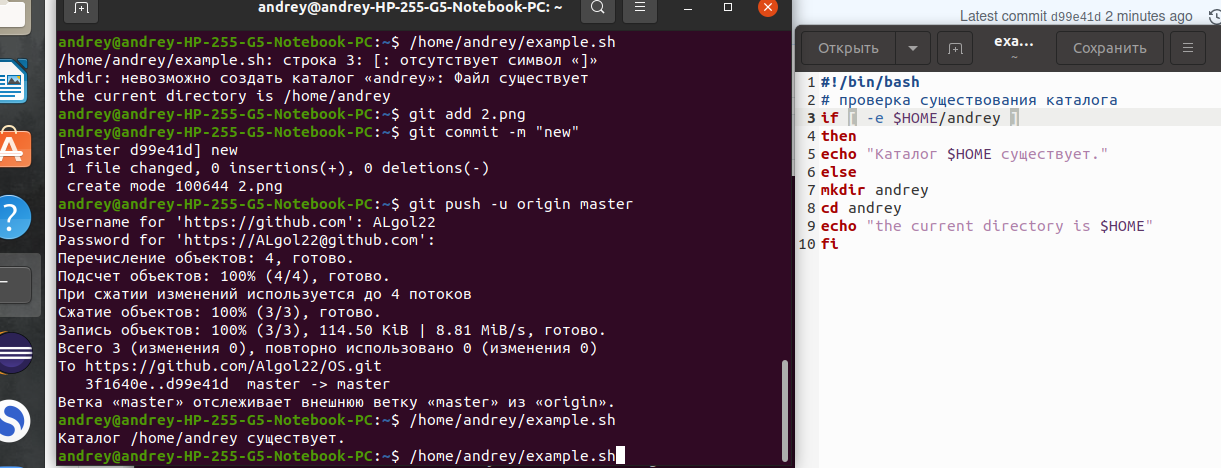 andrey@andrey-HP-255-G5-Notebook-PC: ~
andrey@andrey-HP-255-G5-Notebook-PC:~$ /home/andrey/example.sh
/home/andrey/example.sh: строка 3: [: отсутствует символ «]»
mkdir: невозможно создать каталог «andrey»: Файл существует
the current directory is /home/andrey
andrey@andrey-HP-255-G5-Notebook-PC:~$ git add 2.png
andrey@andrey-HP-255-G5-Notebook-PC:~$ git commit -m "new"
[master d99e41d] new
1 file changed, 0 insertions(+), 0 deletions(-)
create mode 100644 2.png
andrey@andrey-HP-255-G5-Notebook-PC:~$ git push -u origin master
Username for 'https://github.com': ALgol22
Password for 'https://ALgol22@github.com':
Перечисление объектов: 4, готово.
Подсчет объектов: 100% (4/4), готово.
При сжатии изменений используется до 4 потоков
Сжатие объектов: 100% (3/3), готово.
Запись объектов: 100% (3/3), 114.50 KiB | 8.81 MiB/s, готово.
Всего 3 (изменения 0), повторно использовано 0 (изменения 0)
To https://github.com/Algol22/OS.git
3f1640e..d99e41d  master -> master
Ветка «master» отслеживает внешнюю ветку «master» из «origin».
andrey@andrey-HP-255-G5-Notebook-PC:~$ /home/andrey/example.sh
Каталог /home/andrey существует.
andrey@andrey-HP-255-G5-Notebook-PC:~$ /home/andrey/example.sh
Latest commit d99e41d 2 minutes ago
Открыть
exa...
~
Сохранить
1 #!/bin/bash
2 # проверка существования каталога
3 if [ -e $HOME/andrey ]
4 then
5 echo "Каталог $HOME существует."
6 else
7 mkdir andrey
8 cd andrey
9 echo "the current directory is $HOME"
10 fi